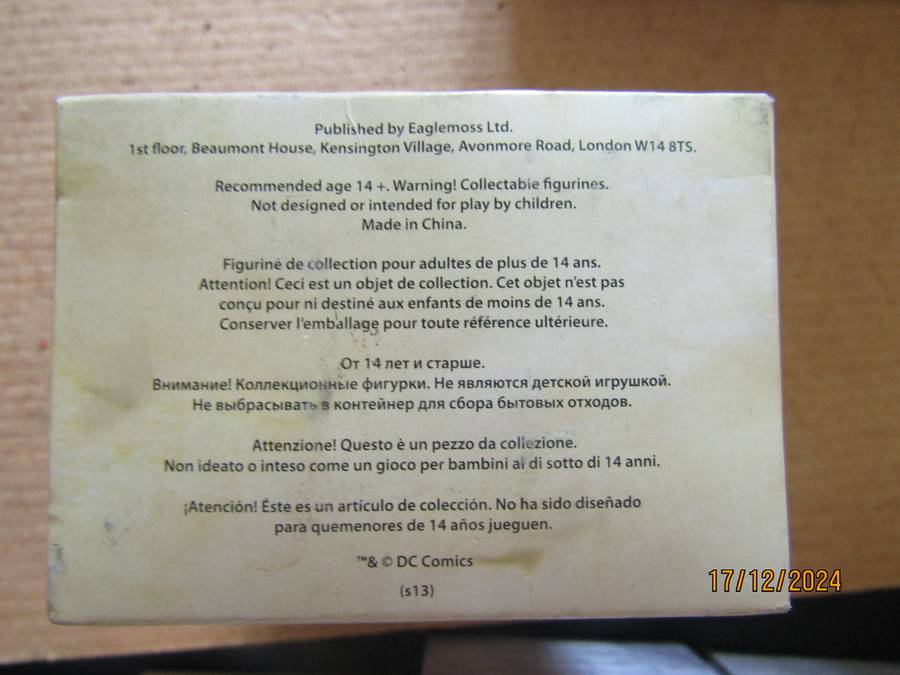 Published by Eaglemoss Ltd.
1st floor, Beaumont House, Kensington Village, Avonmore Road, London W14 8TS.
Recommended age 14 +. Warning! Collectable figurines.
Not designed or intended for play by children.
Made in China.
Figurine de collection pour adultes de plus de 14 ans.
Attention! Ceci est un objet de collection. Cet objet n'est pas
conçu pour ni destiné aux enfants de moins de 14 ans.
Conserver l'emballage pour toute référence ultérieure.
От 14 лет и старше.
Внимание! Коллекционные фигурки. Не являются детской игрушкой.
Не выбрасывать в контейнер для сбора бытовых отходов.
Attenzione! Questo è un pezzo da collezione.
Non ideato o inteso come un gioco per bambini al di sotto di 14 anni.
¡Atención! Éste es un artículo de colección. No ha sido diseñado
para quemenores de 14 años jueguen.
™& © DC Comics
(s13)
17/12/2024